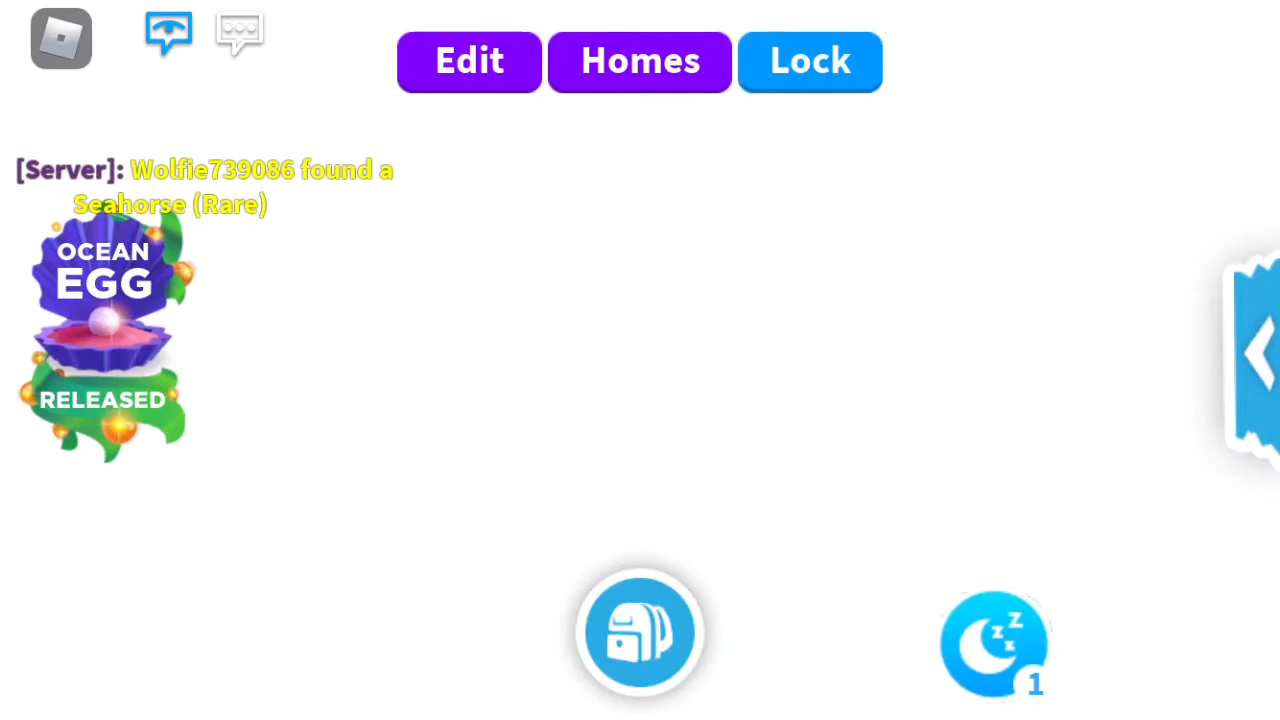 Edit Homes Lock
[Server]: Wolfie739086 found a
Seahorse (Rare)
OCEAN
EGG
RELEASED
z z z
1